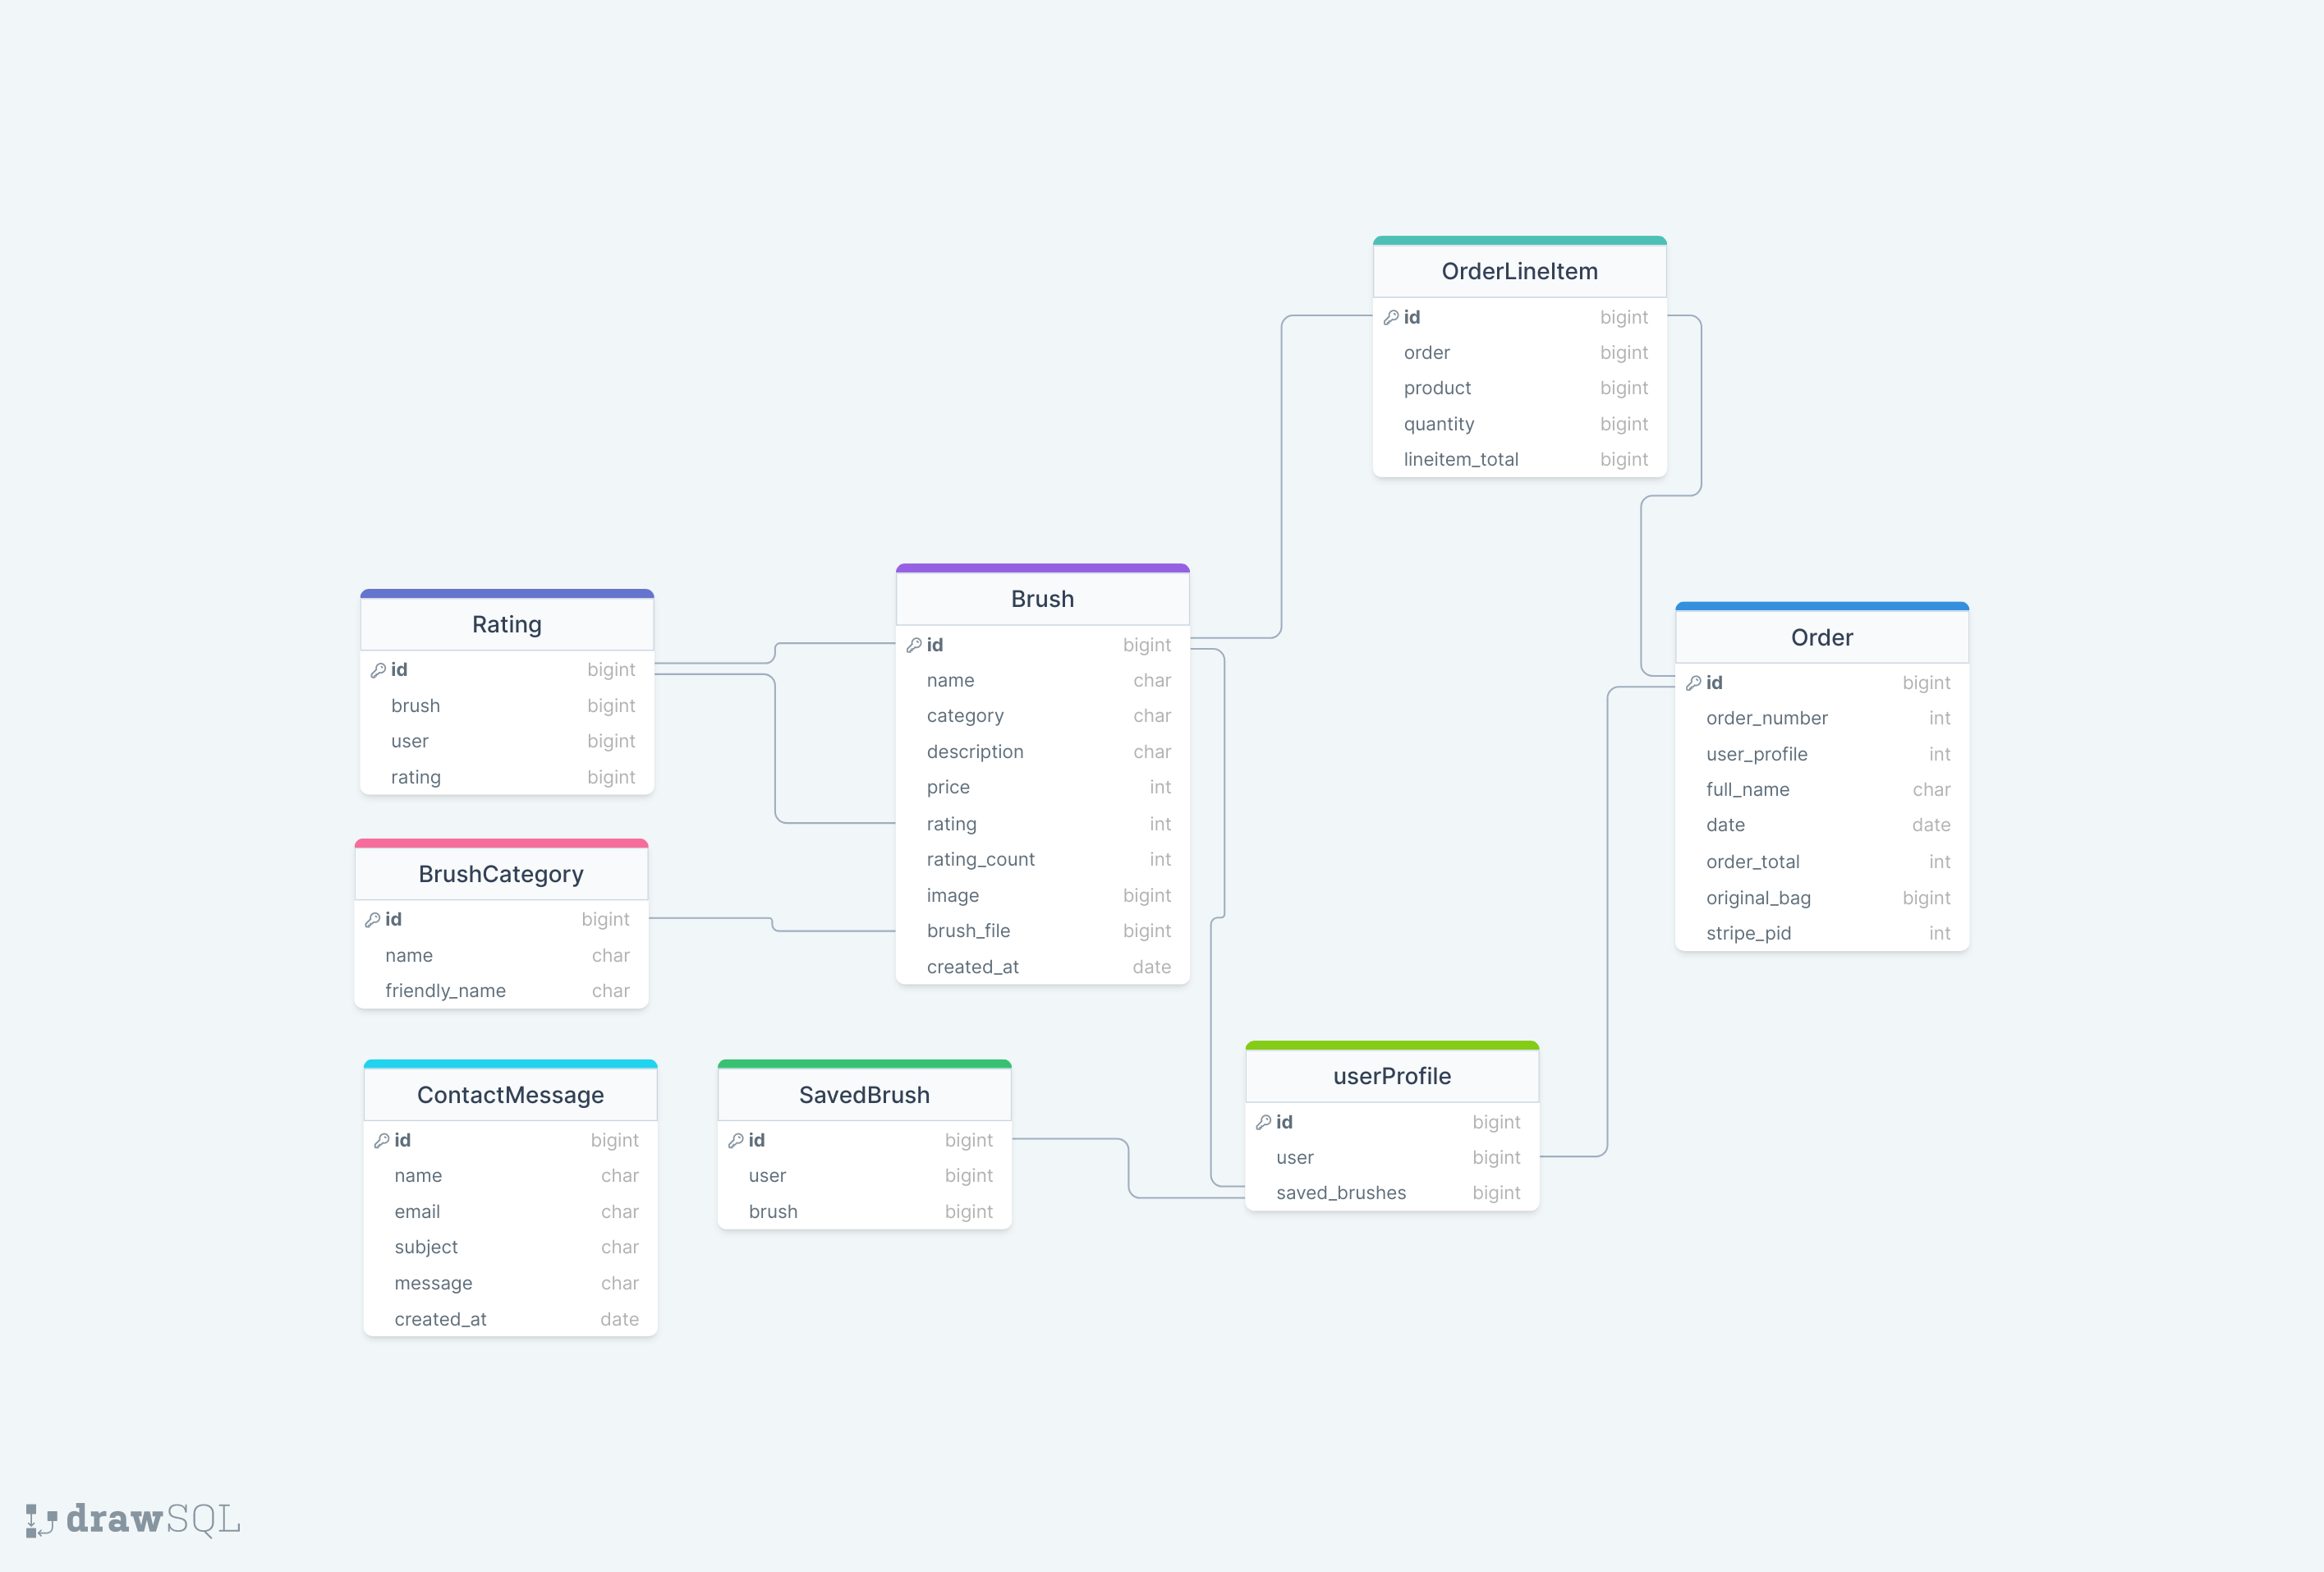 OrderLineItem
id bigint
order bigint
product bigint
quantity bigint
lineitem_total bigint
Brush
id bigint
name char
category char
description char
price int
rating int
rating_count int
image bigint
brush_file bigint
created_at date
Rating
id bigint
brush bigint
user bigint
rating bigint
Order
id bigint
order_number int
user_profile int
full_name char
date date
order_total int
original_bag bigint
stripe_pid int
BrushCategory
id bigint
name char
friendly_name char
ContactMessage
id bigint
name char
email char
subject char
message char
created_at date
SavedBrush
id bigint
user bigint
brush bigint
userProfile
id bigint
user bigint
saved_brushes bigint
drawSQL